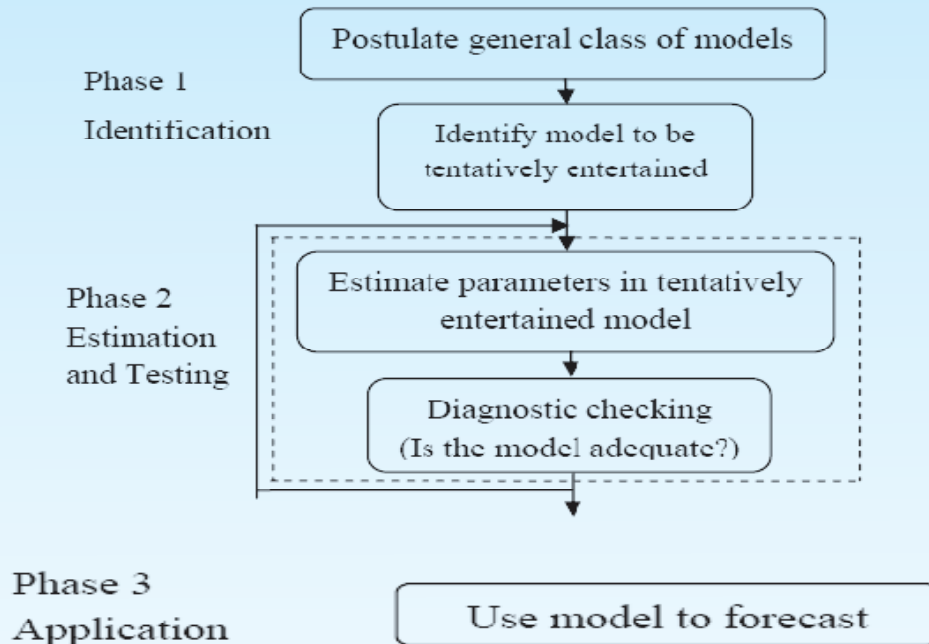 Postulate general class of models
Phase 1
Identification
Identify model to be
tentatively entertained
Phase 2
Estimation
and Testing
Estimate parameters in tentatively
entertained model
Diagnostic checking
(Is the model adequate?)
Phase 3
Application
Use model to forecast